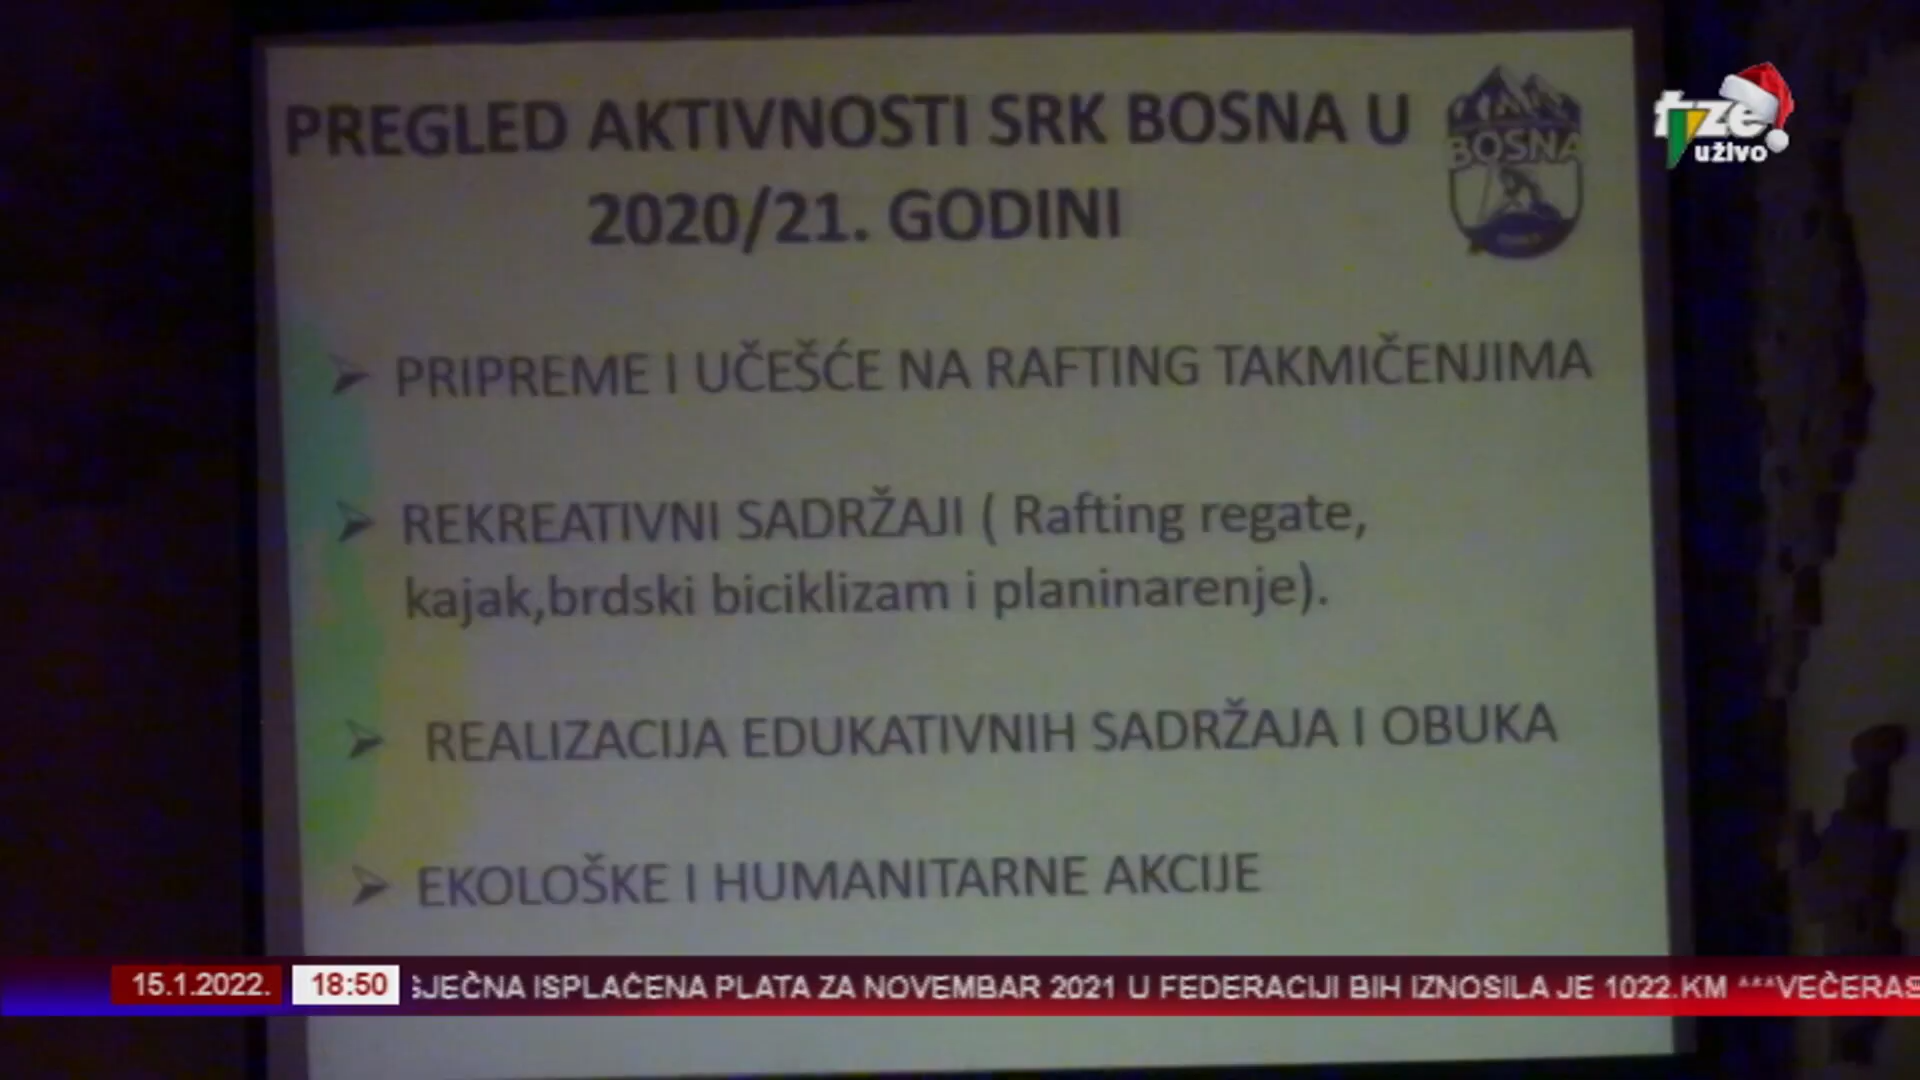 PREGLED AKTIVNOSTI SRK BOSNA U
2020/21. GODINI
BOSNA
rtvze
uživo
PRIPREME I UČEŠĆE NA RAFTING TAKMIČENJIMA
REKREATIVNI SADRŽAJI ( Rafting regate,
kajak,brdski biciklizam i planinarenje).
REALIZACIJA EDUKATIVNIH SADRŽAJA I OBUKA
EKOLOŠKE I HUMANITARNE AKCIJE
15.1.2022. 18:50 SJEČNA ISPLAĆENA PLATA ZA NOVEMBAR 2021 U FEDERACIJI BIH IZNOSILA JE 1022.KM ***VEČERAS